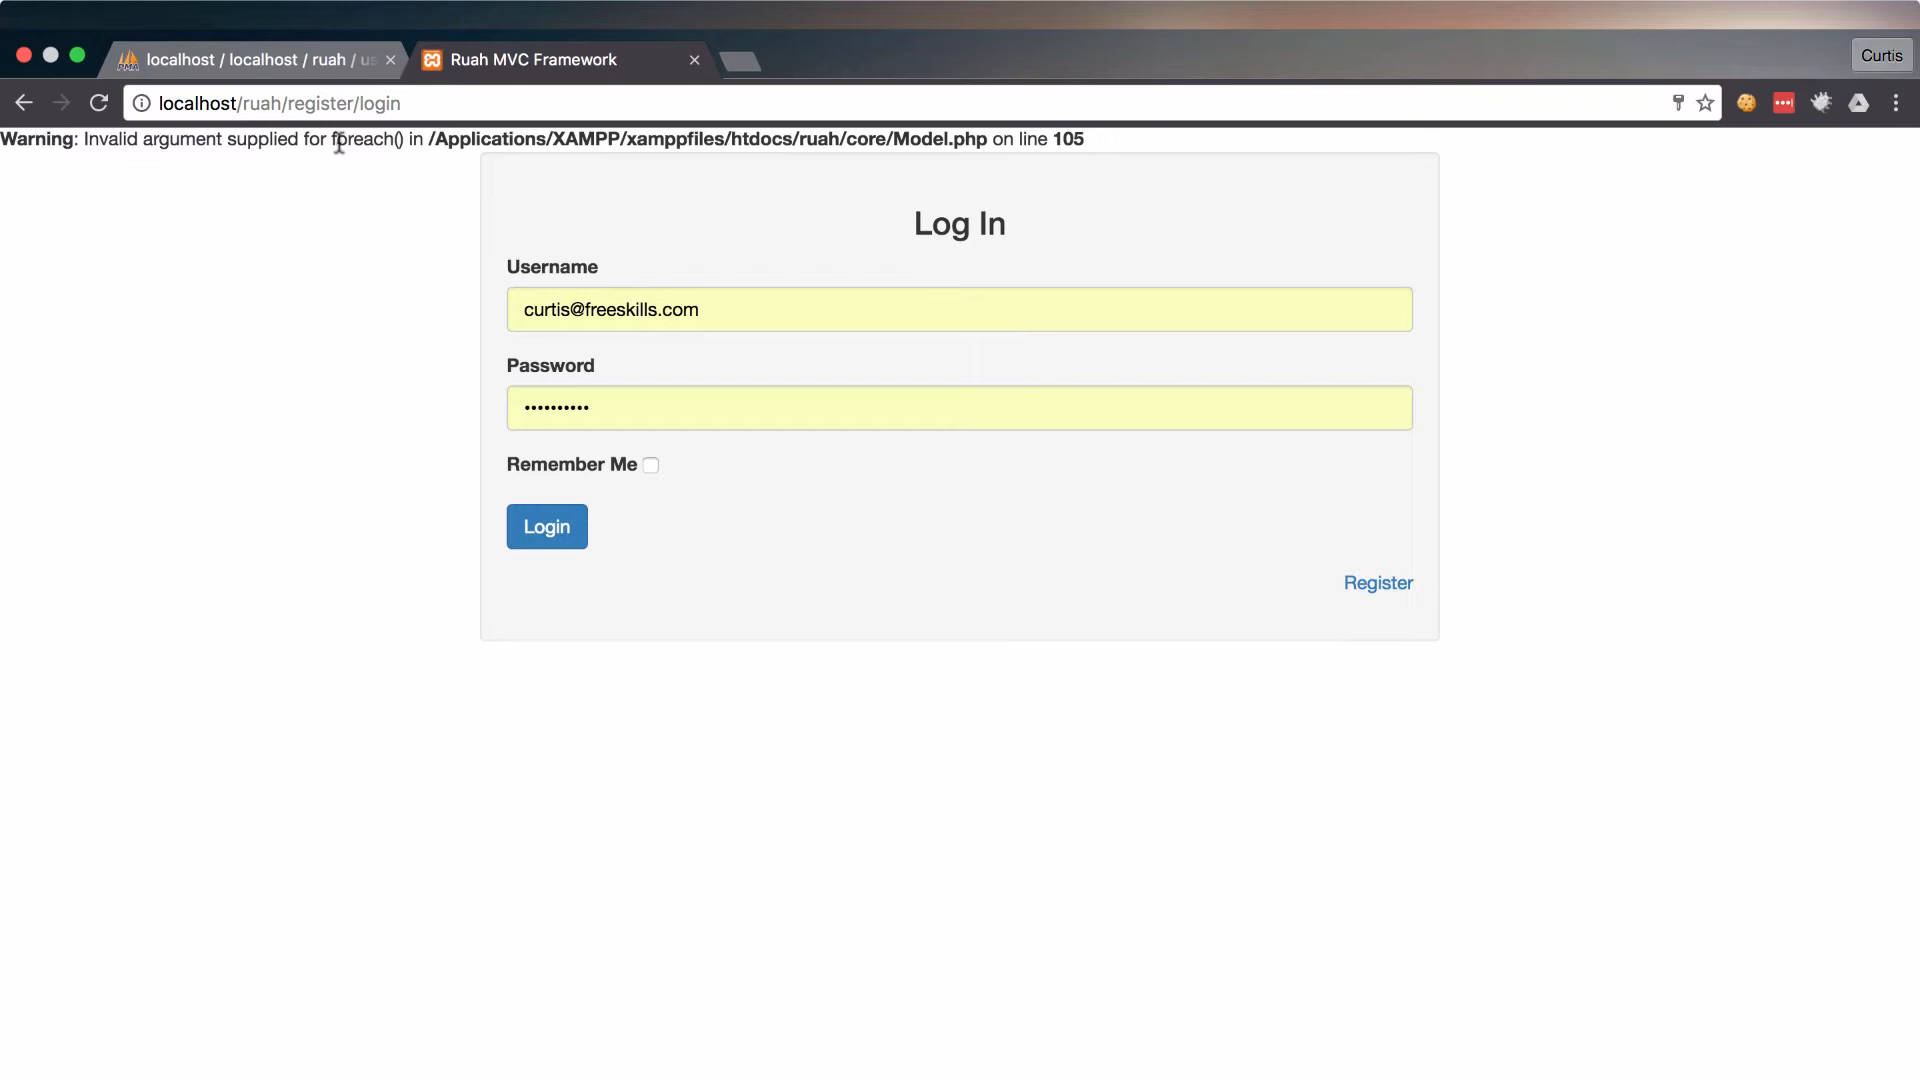 localhost / localhost / ruah / us
Ruah MVC Framework
Curtis
localhost/ruah/register/login
Warning: Invalid argument supplied for foreach() in /Applications/XAMPP/xamppfiles/htdocs/ruah/core/Model.php on line 105
Log In
Username
curtis@freeskills.com
Password
••••••••••
Remember Me
Login
Register